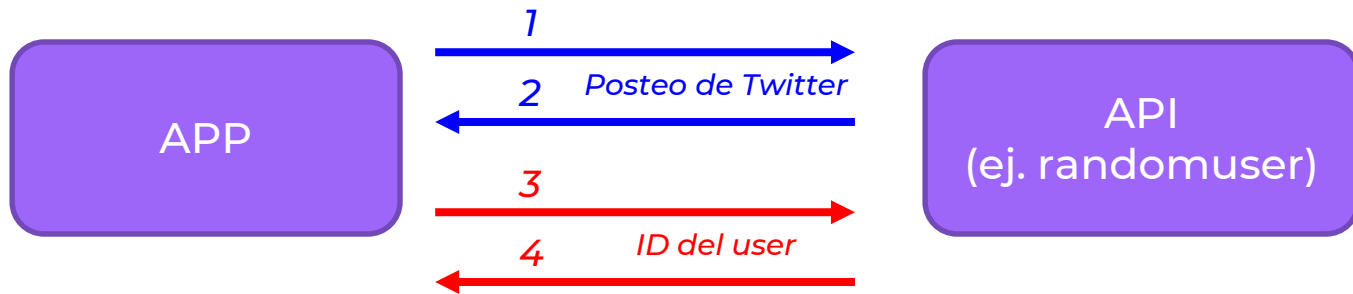 1
Posteo de Twitter
2
APP
API
(ej. randomuser)
3
ID del user
4